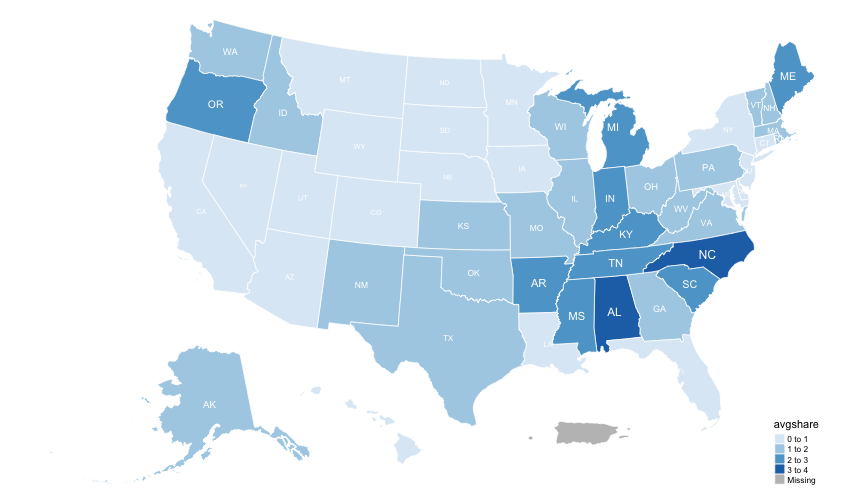 WA
MT
ND
MN
ME
OR
ID
SD
WI
MI
VT
NH
NY
MA
WY
IA
CT
NE
PA
NV
UT
CO
IL
IN
OH
CA
KS
MO
WV
VA
KY
AZ
NM
OK
TN
NC
AR
SC
MS
AL
GA
TX
AK
avgshare
0 to 1
1 to 2
2 to 3
3 to 4
Missing